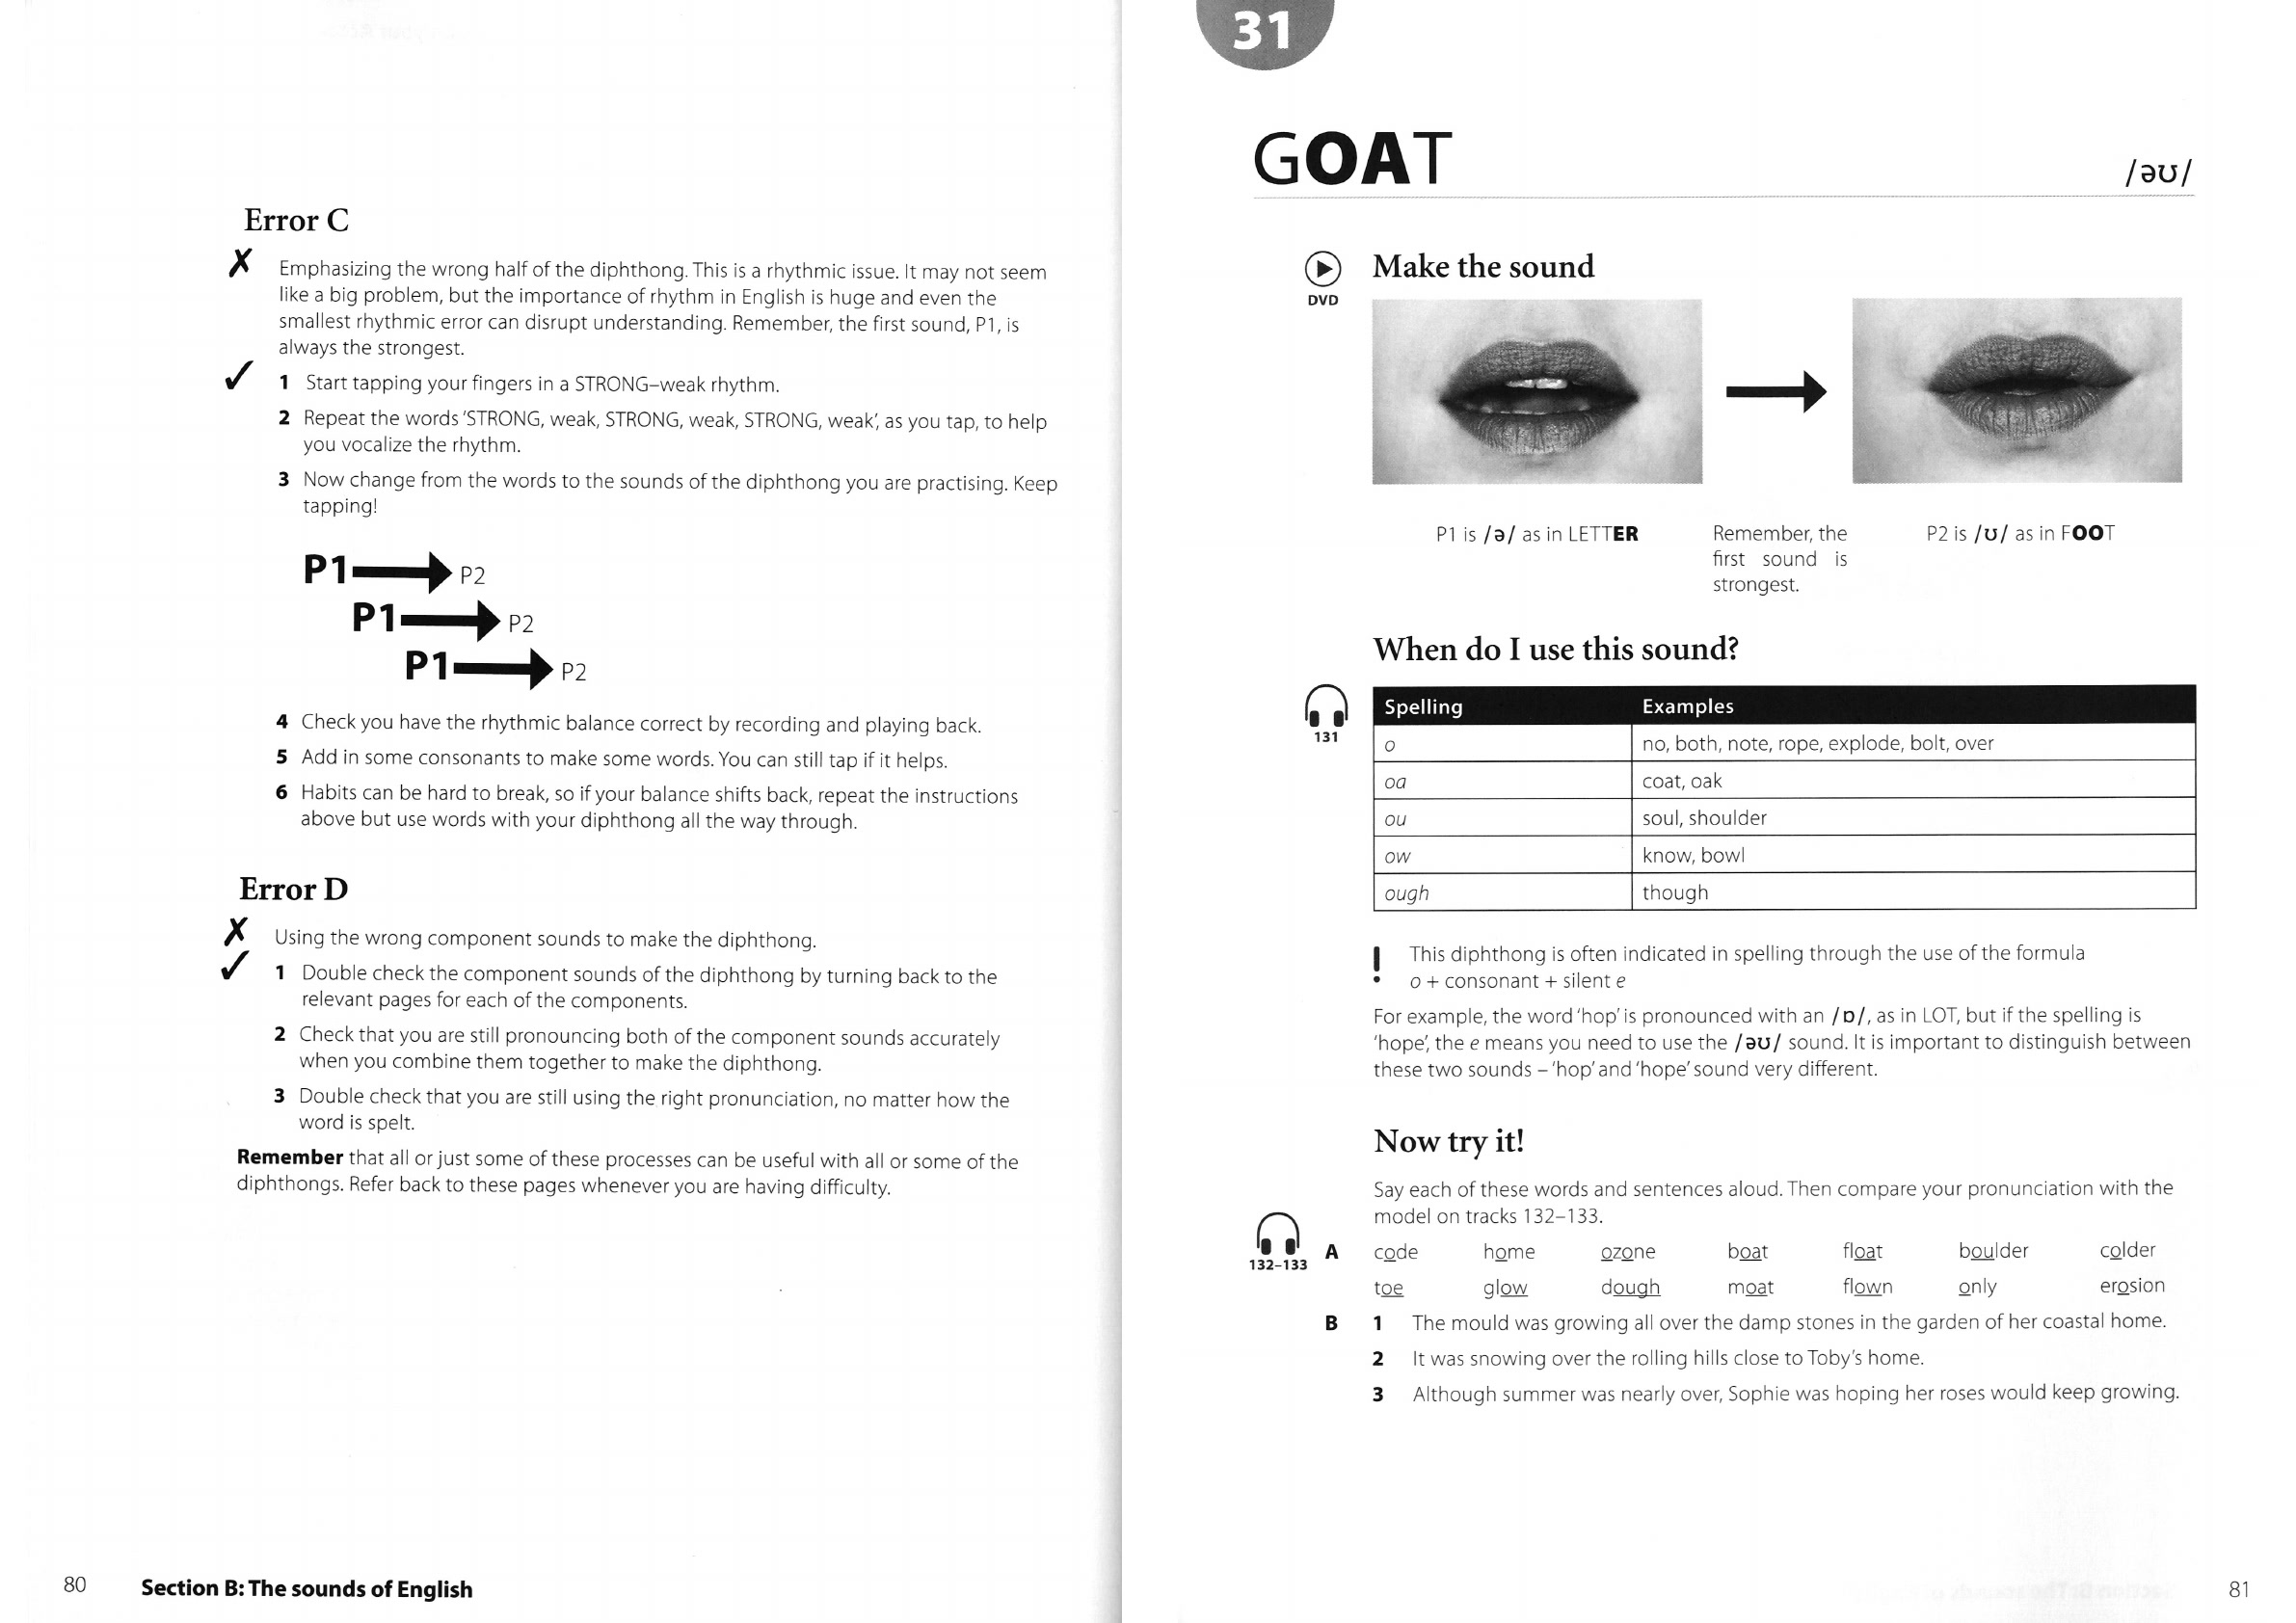 Error C
✗ Emphasizing the wrong half of the diphthong. This is a rhythmic issue. It may not seem
like a big problem, but the importance of rhythm in English is huge and even the
smallest rhythmic error can disrupt understanding. Remember, the first sound, P1, is
always the strongest.
✓ 1 Start tapping your fingers in a STRONG–weak rhythm.
2 Repeat the words 'STRONG, weak, STRONG, weak, STRONG, weak', as you tap, to help
you vocalize the rhythm.
3 Now change from the words to the sounds of the diphthong you are practising. Keep
tapping!
P1 → P2
P1 → P2
P1 → P2
4 Check you have the rhythmic balance correct by recording and playing back.
5 Add in some consonants to make some words. You can still tap if it helps.
6 Habits can be hard to break, so if your balance shifts back, repeat the instructions
above but use words with your diphthong all the way through.
Error D
✗ Using the wrong component sounds to make the diphthong.
✓ 1 Double check the component sounds of the diphthong by turning back to the
relevant pages for each of the components.
2 Check that you are still pronouncing both of the component sounds accurately
when you combine them together to make the diphthong.
3 Double check that you are still using the right pronunciation, no matter how the
word is spelt.
Remember that all or just some of these processes can be useful with all or some of the
diphthongs. Refer back to these pages whenever you are having difficulty.
80 Section B: The sounds of English
31
GOAT /əʊ/
DVD
Make the sound
P1 is /ə/ as in LETTER
Remember, the
first sound is
strongest.
P2 is /ʊ/ as in FOOT
When do I use this sound?
131
Spelling Examples
o no, both, note, rope, explode, bolt, over
oa coat, oak
ou soul, shoulder
ow know, bowl
ough though
! This diphthong is often indicated in spelling through the use of the formula
o + consonant + silent e
For example, the word 'hop' is pronounced with an /ɒ/, as in LOT, but if the spelling is
'hope', the e means you need to use the /əʊ/ sound. It is important to distinguish between
these two sounds – 'hop' and 'hope' sound very different.
Now try it!
Say each of these words and sentences aloud. Then compare your pronunciation with the
model on tracks 132–133.
132–133
A code home ozone boat float boulder colder
toe glow dough moat flown only erosion
B 1 The mould was growing all over the damp stones in the garden of her coastal home.
2 It was snowing over the rolling hills close to Toby's home.
3 Although summer was nearly over, Sophie was hoping her roses would keep growing.
81